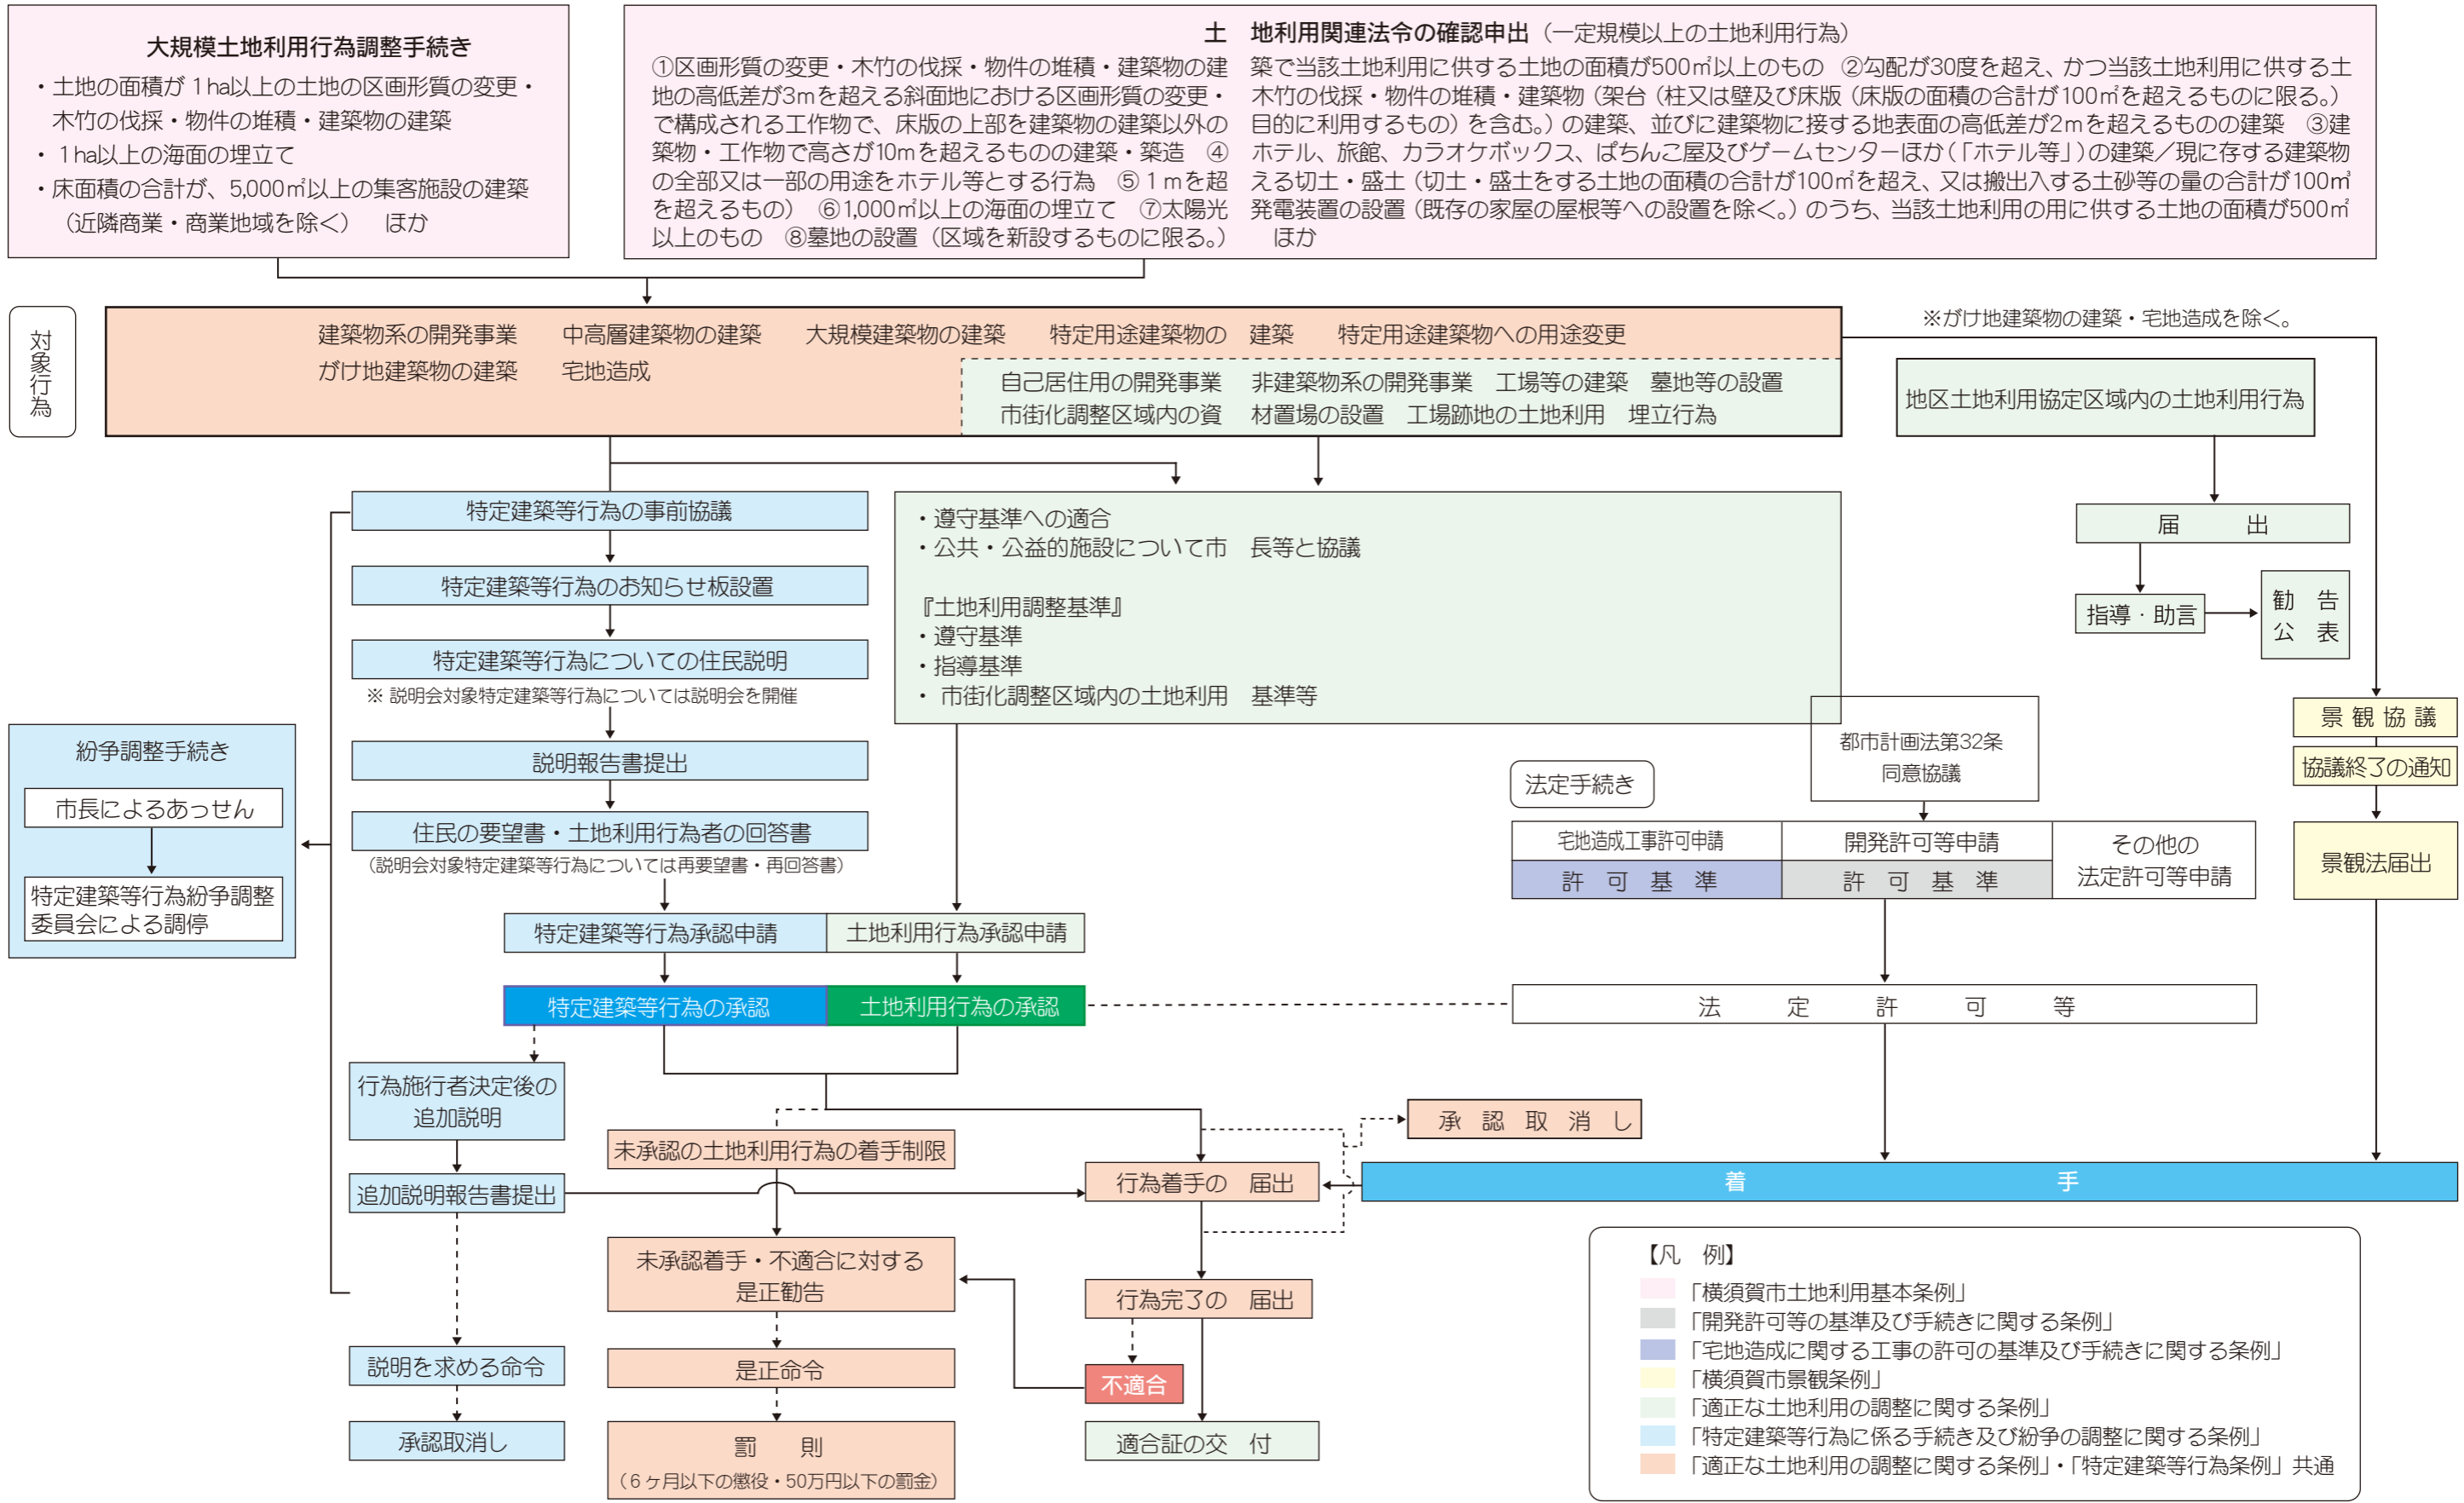 大規模土地利用行為調整手続き
・土地の面積が1ha以上の土地の区画形質の変更・
木竹の伐採・物件の堆積・建築物の建築
・ 1ha以上の海面の埋立て
・床面積の合計が、5,000㎡以上の集客施設の建築
（近隣商業・商業地域を除く）　ほか
土　地利用関連法令の確認申出（一定規模以上の土地利用行為）
①区画形質の変更・木竹の伐採・物件の堆積・建築物の建　築で当該土地利用に供する土地の面積が500㎡以上のもの　②勾配が30度を超え、かつ当該土地利用に供する土
地の高低差が3mを超える斜面地における区画形質の変更・　木竹の伐採・物件の堆積・建築物（架台（柱又は壁及び床版（床版の面積の合計が100㎡を超えるものに限る。）
で構成される工作物で、床版の上部を建築物の建築以外の　目的に利用するもの）を含む。）の建築、並びに建築物に接する地表面の高低差が2mを超えるものの建築　③建
築物・工作物で高さが10mを超えるものの建築・築造　④　ホテル、旅館、カラオケボックス、ぱちんこ屋及びゲームセンターほか（「ホテル等」）の建築／現に存する建築物
の全部又は一部の用途をホテル等とする行為　⑤1mを超　える切土・盛土（切土・盛土をする土地の面積の合計が100㎡を超え、又は搬出入する土砂等の量の合計が100㎥
を超えるもの）　⑥1,000㎡以上の海面の埋立て　⑦太陽光　発電装置の設置（既存の家屋の屋根等への設置を除く。）のうち、当該土地利用の用に供する土地の面積が500㎡
以上のもの　⑧墓地の設置（区域を新設するものに限る。）　ほか
対象行為
建築物系の開発事業　中高層建築物の建築　大規模建築物の建築　特定用途建築物の　建築　特定用途建築物への用途変更
がけ地建築物の建築　宅地造成
自己居住用の開発事業　非建築物系の開発事業　工場等の建築　墓地等の設置
市街化調整区域内の資　材置場の設置　工場跡地の土地利用　埋立行為
※がけ地建築物の建築・宅地造成を除く。
地区土地利用協定区域内の土地利用行為
届　出
指導・助言
勧　告
公　表
特定建築等行為の事前協議
特定建築等行為のお知らせ板設置
特定建築等行為についての住民説明
※ 説明会対象特定建築等行為については説明会を開催
説明報告書提出
住民の要望書・土地利用行為者の回答書
（説明会対象特定建築等行為については再要望書・再回答書）
・遵守基準への適合
・公共・公益的施設について市　長等と協議
『土地利用調整基準』
・遵守基準
・指導基準
・ 市街化調整区域内の土地利用　基準等
紛争調整手続き
市長によるあっせん
特定建築等行為紛争調整
委員会による調停
都市計画法第32条
同意協議
法定手続き
宅地造成工事許可申請
許可基準
開発許可等申請
許可基準
その他の
法定許可等申請
景観協議
協議終了の通知
景観法届出
特定建築等行為承認申請
土地利用行為承認申請
特定建築等行為の承認
土地利用行為の承認
法　定　許　可　等
行為施行者決定後の
追加説明
未承認の土地利用行為の着手制限
承認取消し
追加説明報告書提出
行為着手の　届出
着　手
未承認着手・不適合に対する
是正勧告
行為完了の　届出
説明を求める命令
是正命令
不適合
承認取消し
罰　則
（6ヶ月以下の懲役・50万円以下の罰金）
適合証の交　付
【凡　例】
「横須賀市土地利用基本条例」
「開発許可等の基準及び手続きに関する条例」
「宅地造成に関する工事の許可の基準及び手続きに関する条例」
「横須賀市景観条例」
「適正な土地利用の調整に関する条例」
「特定建築等行為に係る手続き及び紛争の調整に関する条例」
「適正な土地利用の調整に関する条例」・「特定建築等行為条例」共通